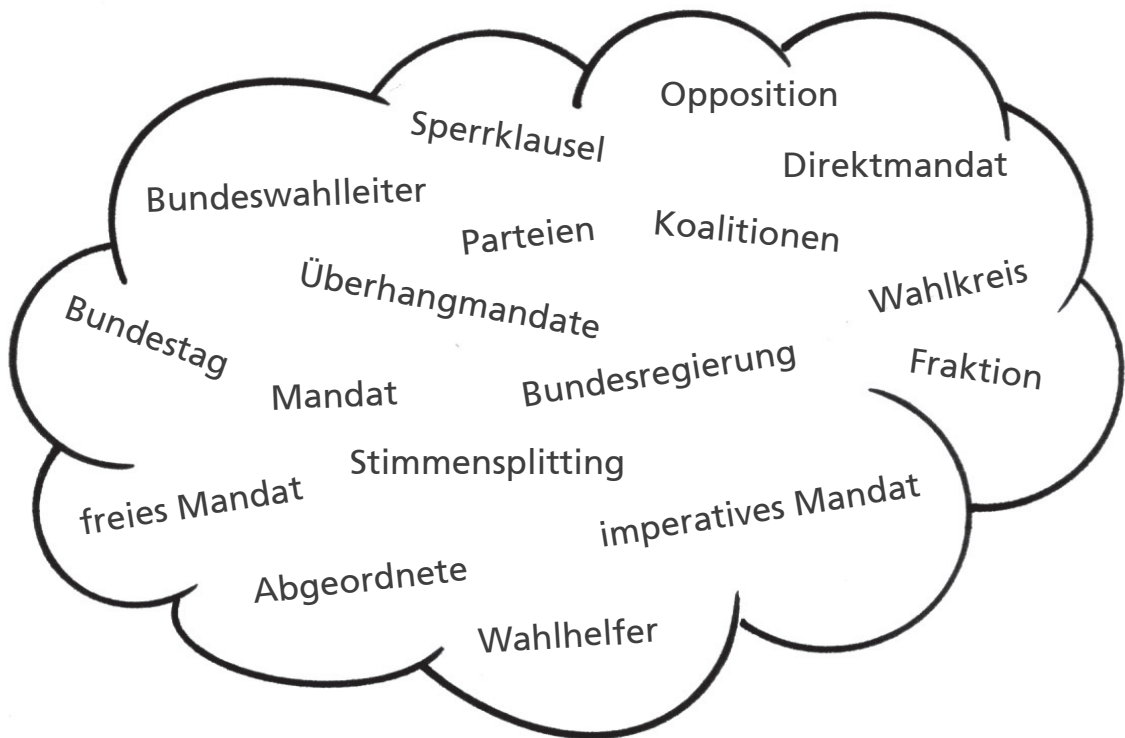 Opposition
Sperrklausel
Direktmandat
Bundeswahlleiter
Parteien
Koalitionen
Überhangmandate
Wahlkreis
Bundestag
Bundesregierung
Fraktion
Mandat
Stimmensplitting
freies Mandat
imperatives Mandat
Abgeordnete
Wahlhelfer